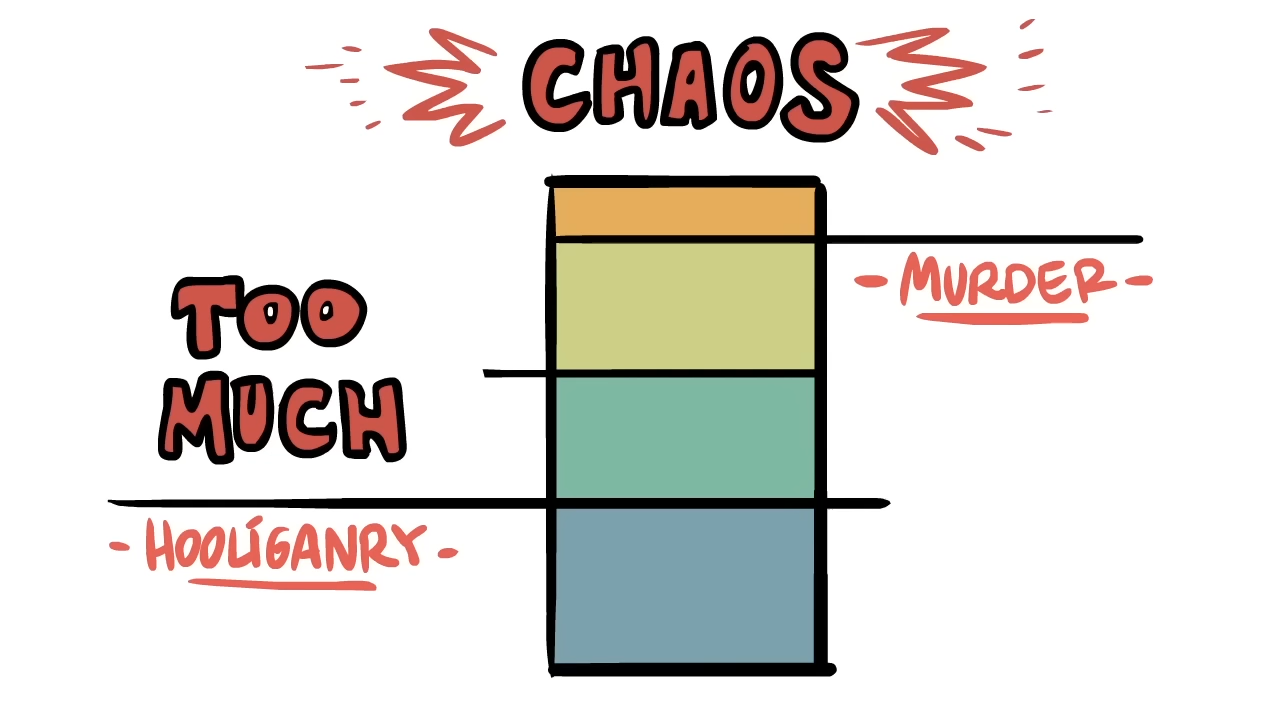 CHAOS
- MURDER -
TOO
MUCH
- HOOLIGANRY -